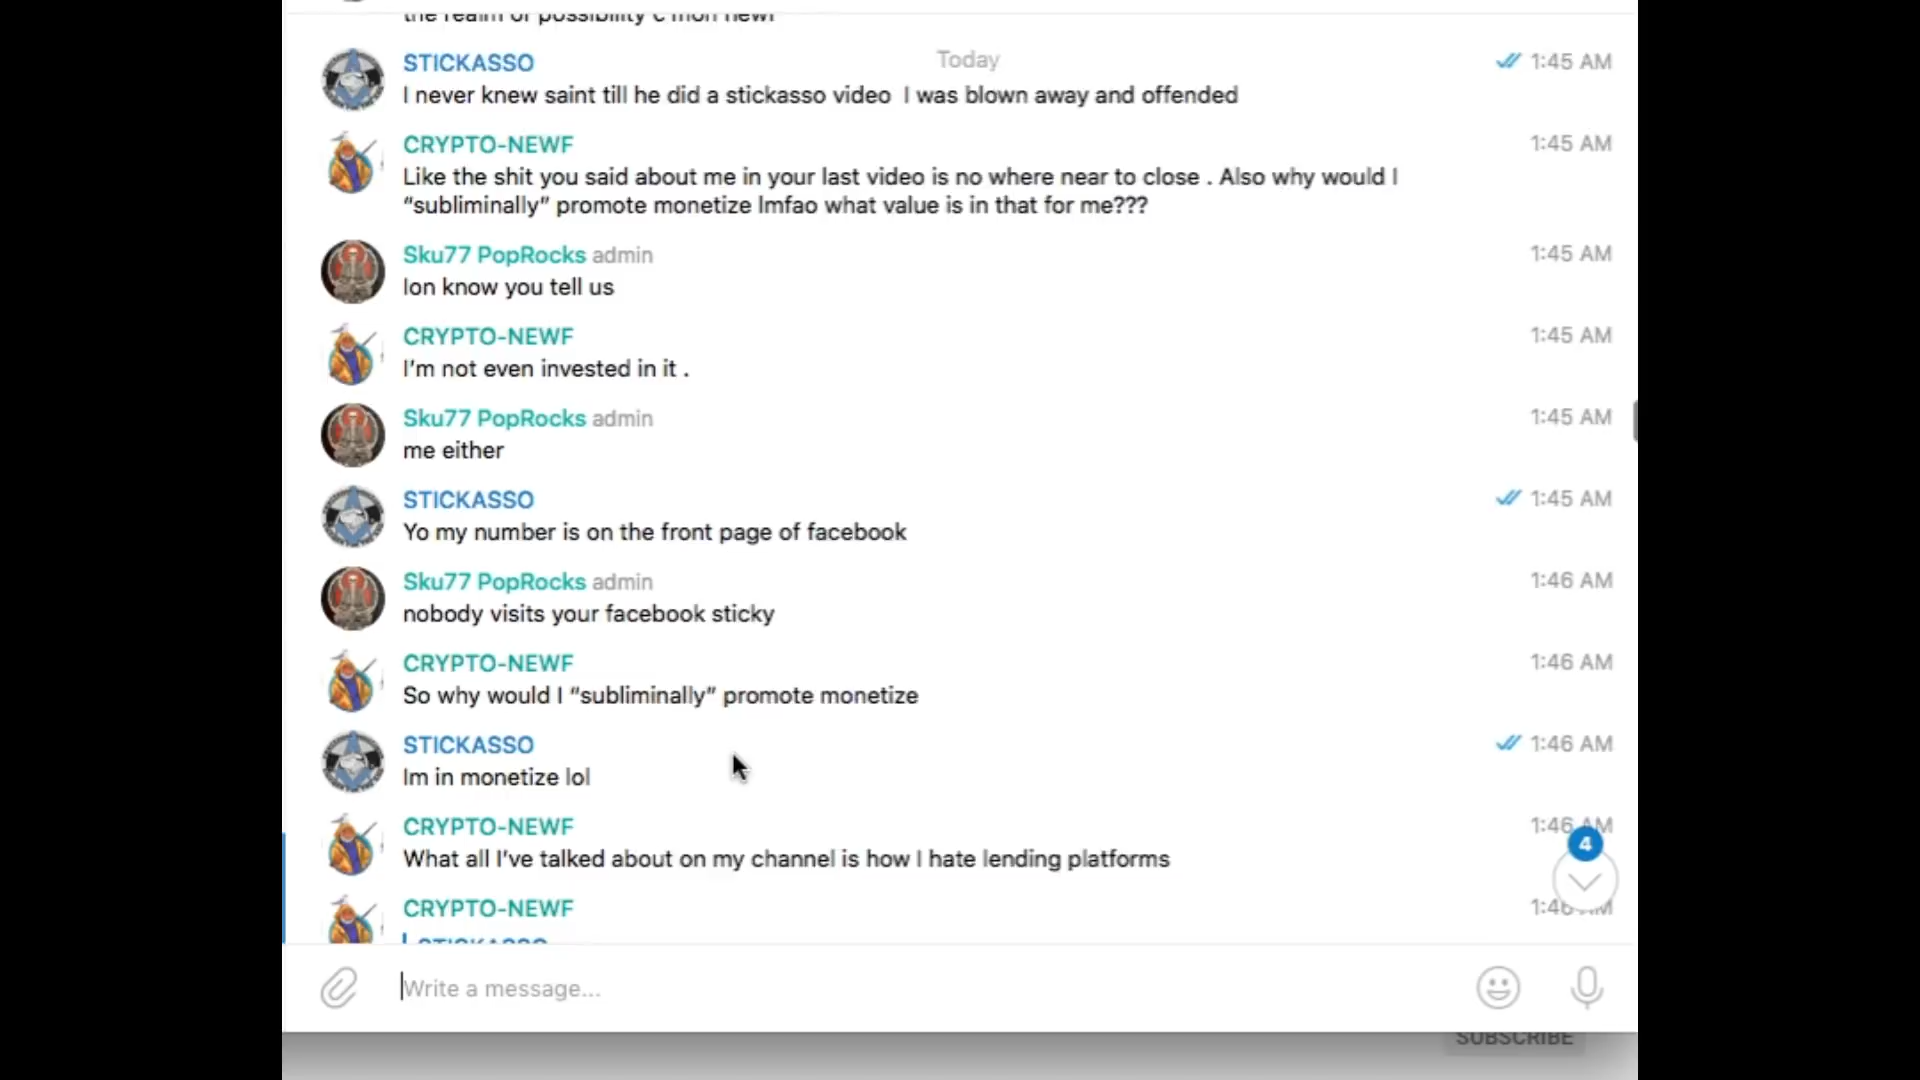 the realm of possibility c'mon newf
Today
STICKASSO
1:45 AM
I never knew saint till he did a stickasso video  I was blown away and offended
CRYPTO-NEWF
1:45 AM
Like the shit you said about me in your last video is no where near to close . Also why would I
“subliminally” promote monetize lmfao what value is in that for me???
Sku77 PopRocks admin
1:45 AM
Ion know you tell us
CRYPTO-NEWF
1:45 AM
I’m not even invested in it .
Sku77 PopRocks admin
1:45 AM
me either
STICKASSO
1:45 AM
Yo my number is on the front page of facebook
Sku77 PopRocks admin
1:46 AM
nobody visits your facebook sticky
CRYPTO-NEWF
1:46 AM
So why would I “subliminally” promote monetize
STICKASSO
1:46 AM
Im in monetize lol
CRYPTO-NEWF
1:46 AM
What all I’ve talked about on my channel is how I hate lending platforms
4
CRYPTO-NEWF
1:46 AM
STICKASSO
Write a message...
SUBSCRIBE